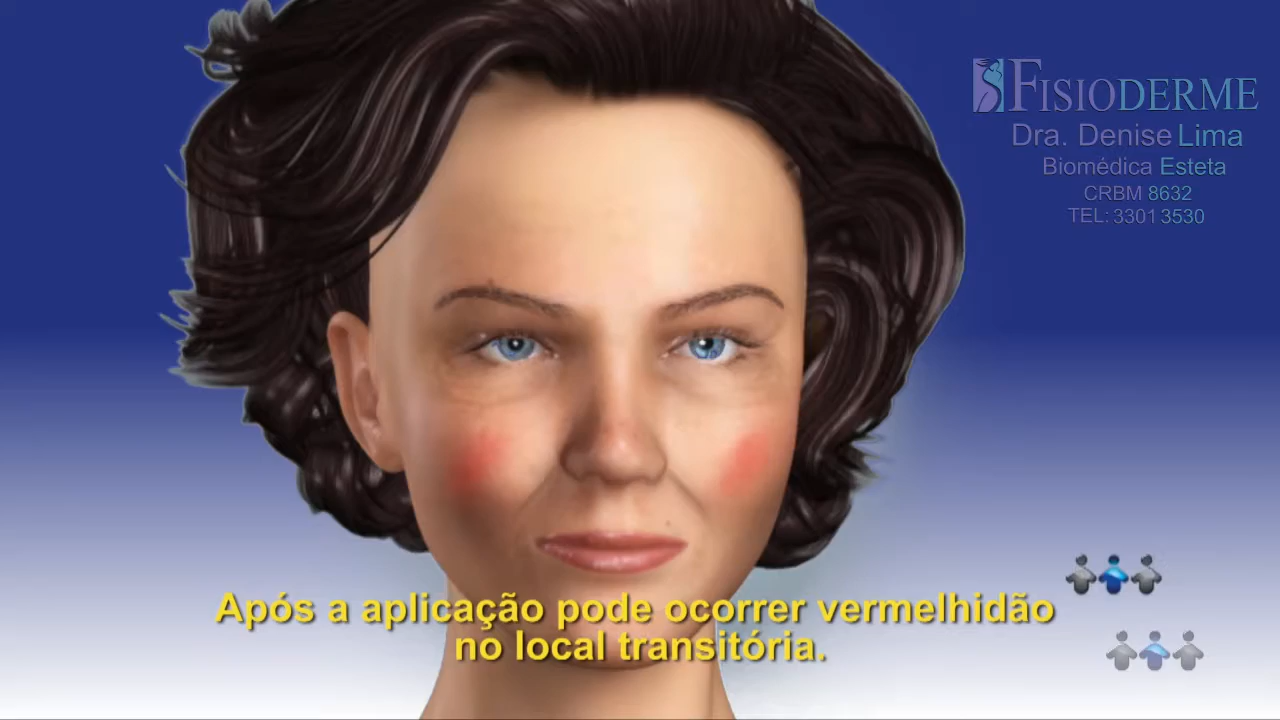 FISIODERME
Dra. Denise Lima
Biomédica Esteta
CRBM 8632
TEL: 3301 3530
Após a aplicação pode ocorrer vermelhidão
no local transitória.